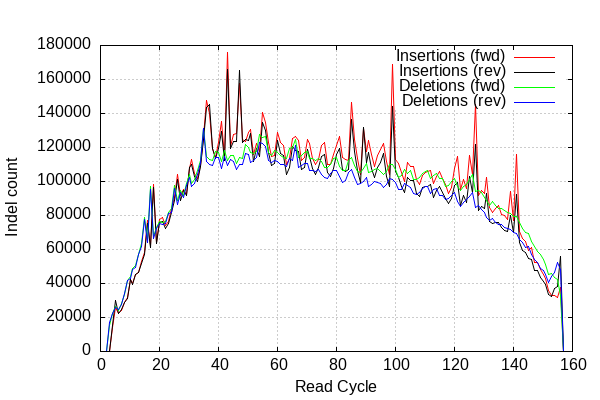 180000
160000
140000
120000
100000
80000
60000
40000
20000
0
Indel count
Insertions (fwd)
Insertions (rev)
Deletions (fwd)
Deletions (rev)
0 20 40 60 80 100 120 140 160
Read Cycle